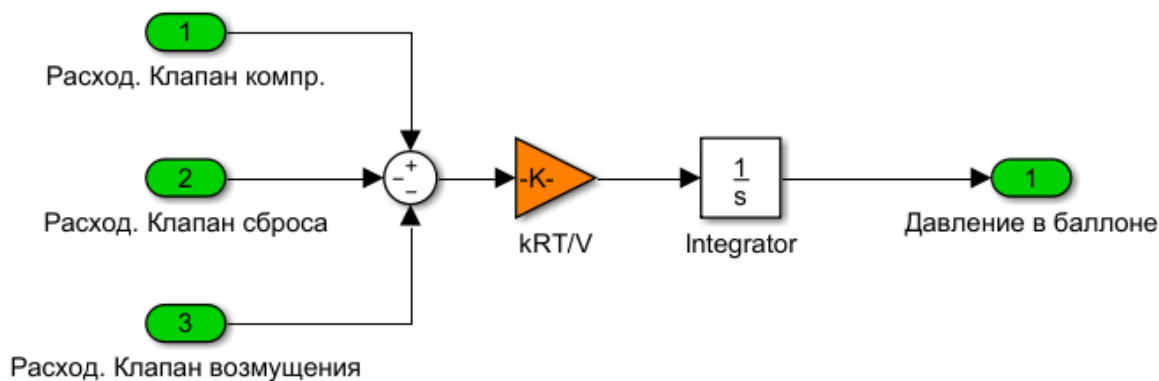 1
Расход. Клапан компр.
2
Расход. Клапан сброса
3
Расход. Клапан возмущения
+
−
−
-K-
kRT/V
1
s
Integrator
1
Давление в баллоне